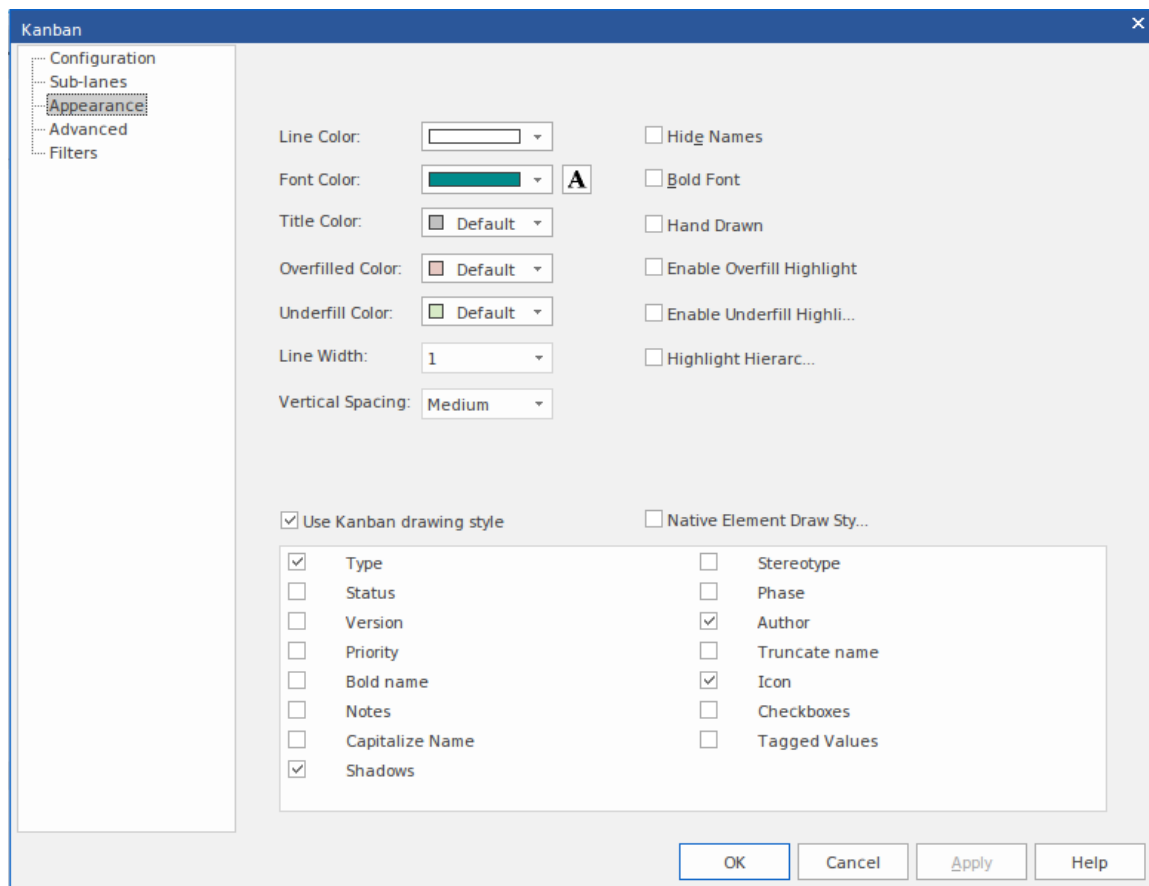 Kanban
Configuration
Sub-lanes
Appearance
Advanced
Filters
Line Color:
Hide Names
Font Color:
A
Bold Font
Title Color:
Default
Hand Drawn
Overfilled Color:
Default
Enable Overfill Highlight
Underfill Color:
Default
Enable Underfill Highli...
Line Width:
1
Highlight Hierarc...
Vertical Spacing:
Medium
Use Kanban drawing style
Native Element Draw Sty...
Type
Stereotype
Status
Phase
Version
Author
Priority
Truncate name
Bold name
Icon
Notes
Checkboxes
Capitalize Name
Tagged Values
Shadows
OK
Cancel
Apply
Help